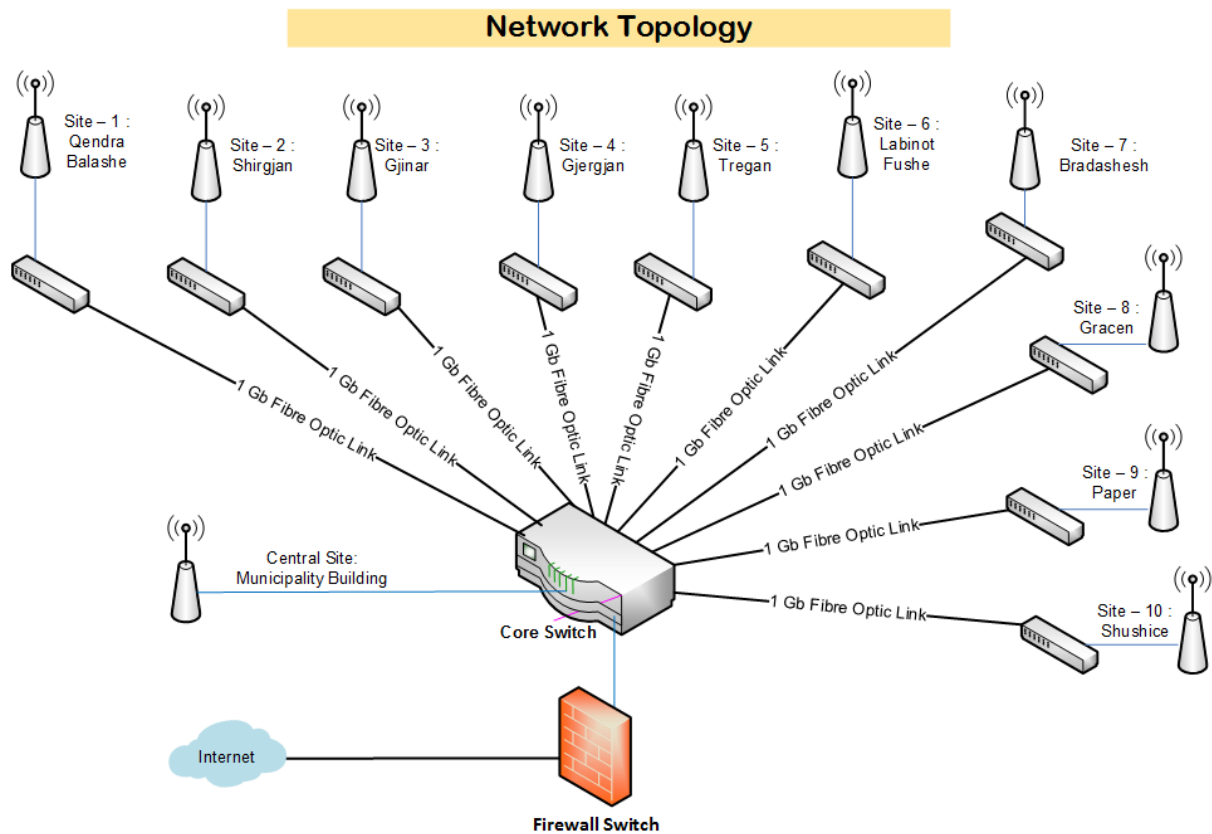 Network Topology
Site – 1 :
Qendra
Balashe
Site – 2 :
Shirgjan
Site – 3 :
Gjinar
Site – 4 :
Gjergjan
Site – 5 :
Tregan
Site – 6 :
Labinot
Fushe
Site – 7 :
Bradashesh
Site – 8 :
Gracen
Site – 9 :
Paper
Site – 10 :
Shushice
1 Gb Fibre Optic Link
1 Gb Fibre Optic Link
1 Gb Fibre Optic Link
1 Gb Fibre Optic Link
1 Gb Fibre Optic Link
1 Gb Fibre Optic Link
1 Gb Fibre Optic Link
1 Gb Fibre Optic Link
1 Gb Fibre Optic Link
1 Gb Fibre Optic Link
Central Site:
Municipality Building
Core Switch
Internet
Firewall Switch